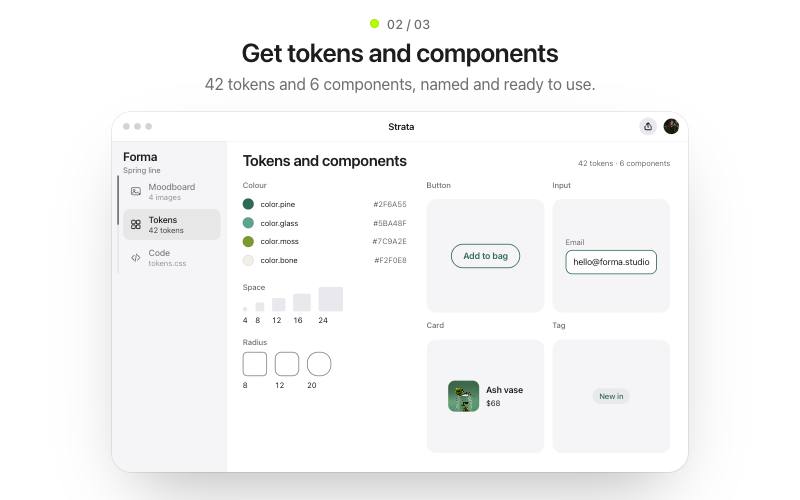 02 / 03
Get tokens and components
42 tokens and 6 components, named and ready to use.
Strata
Forma
Spring line
Moodboard
4 images
Tokens
42 tokens
Code
tokens.css
Tokens and components
42 tokens · 6 components
Colour
color.pine #2F6A55
color.glass #5BA48F
color.moss #7C9A2E
color.bone #F2F0E8
Space
4 8 12 16 24
Radius
8 12 20
Button
Add to bag
Input
Email
hello@forma.studio
Card
Ash vase
$68
Tag
New in